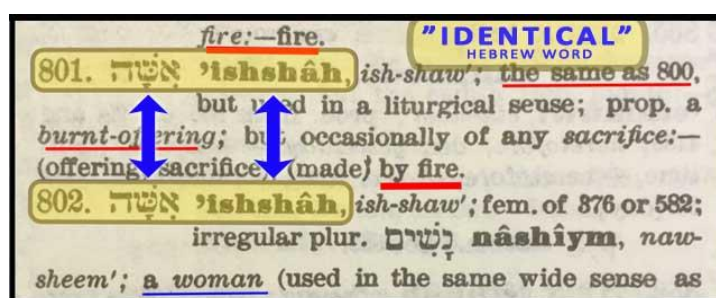 fire:—fire.
"IDENTICAL"
HEBREW WORD
801. אִשָּׁה ’ishshâh, ish-shaw'; the same as 800,
but used in a liturgical sense; prop. a
burnt-offering; but occasionally of any sacrifice:—
(offering, sacrifice), (made) by fire.
802. אִשָּׁה ’ishshâh, ish-shaw'; fem. of 376 or 582;
irregular plur. נָשִׁים nâshîym, naw-
sheem'; a woman (used in the same wide sense as